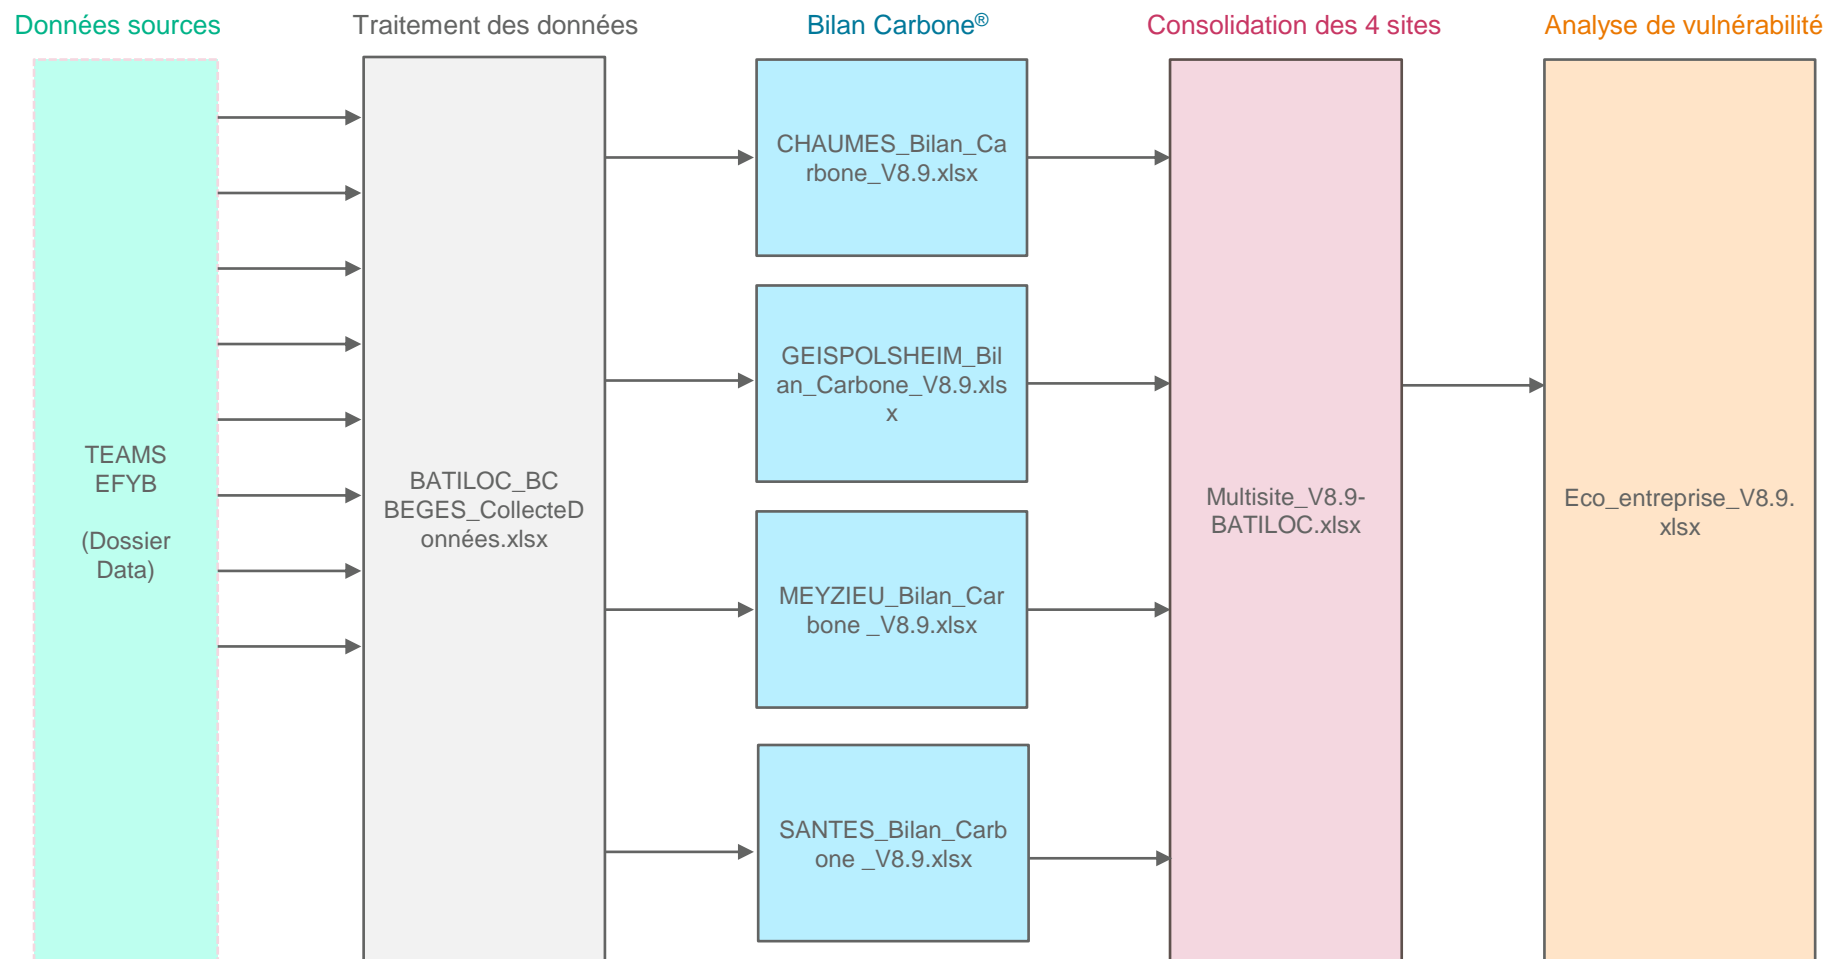 Données sources
Traitement des données
Bilan Carbone®
Consolidation des 4 sites
Analyse de vulnérabilité
TEAMS
EFYB
(Dossier
Data)
BATILOC_BC
BEGES_CollecteD
onnées.xlsx
CHAUMES_Bilan_Ca
rbone_V8.9.xlsx
GEISPOLSHEIM_Bil
an_Carbone_V8.9.xls
x
MEYZIEU_Bilan_Car
bone _V8.9.xlsx
SANTES_Bilan_Carb
one _V8.9.xlsx
Multisite_V8.9-
BATILOC.xlsx
Eco_entreprise_V8.9.
xlsx